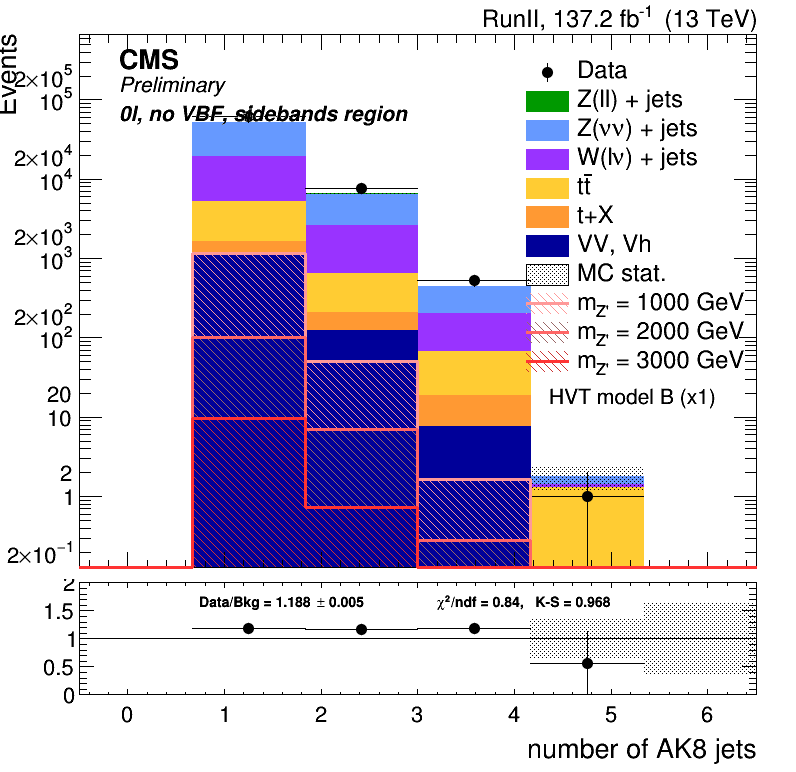 RunII, 137.2 fb⁻¹ (13 TeV)
Events
CMS
Preliminary
0l, no VBF, sidebands region
Data
Z(ll) + jets
Z(νν) + jets
W(lν) + jets
tt̄
t+X
VV, Vh
MC stat.
m_Z' = 1000 GeV
m_Z' = 2000 GeV
m_Z' = 3000 GeV
HVT model B (x1)
2×10⁵
10⁵
2×10⁴
10⁴
2×10³
10³
2×10²
10²
20
10
2
1
2×10⁻¹
2
1.5
1
0.5
0
Data/Bkg = 1.188 ± 0.005
χ²/ndf = 0.84, K-S = 0.968
0 1 2 3 4 5 6
number of AK8 jets